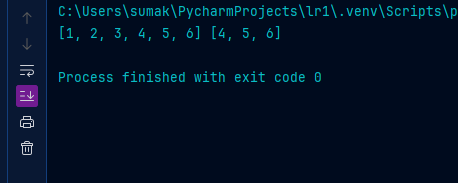 C:\Users\sumak\PycharmProjects\lr1\.venv\Scripts\p
[1, 2, 3, 4, 5, 6] [4, 5, 6]
Process finished with exit code 0